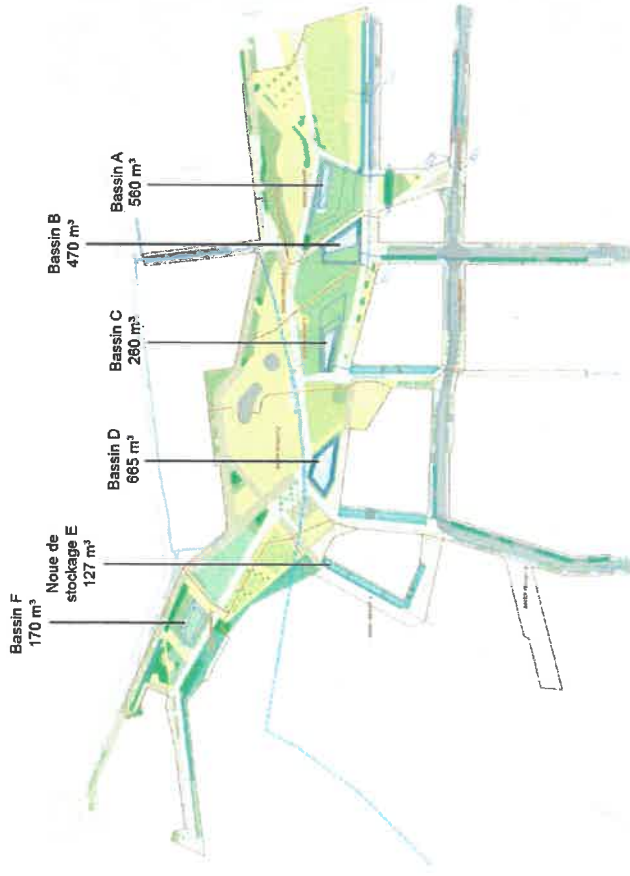 Bassin A
560 m³
Bassin B
470 m³
Bassin C
260 m³
Bassin D
665 m³
Noue de
stockage E
127 m³
Bassin F
170 m³